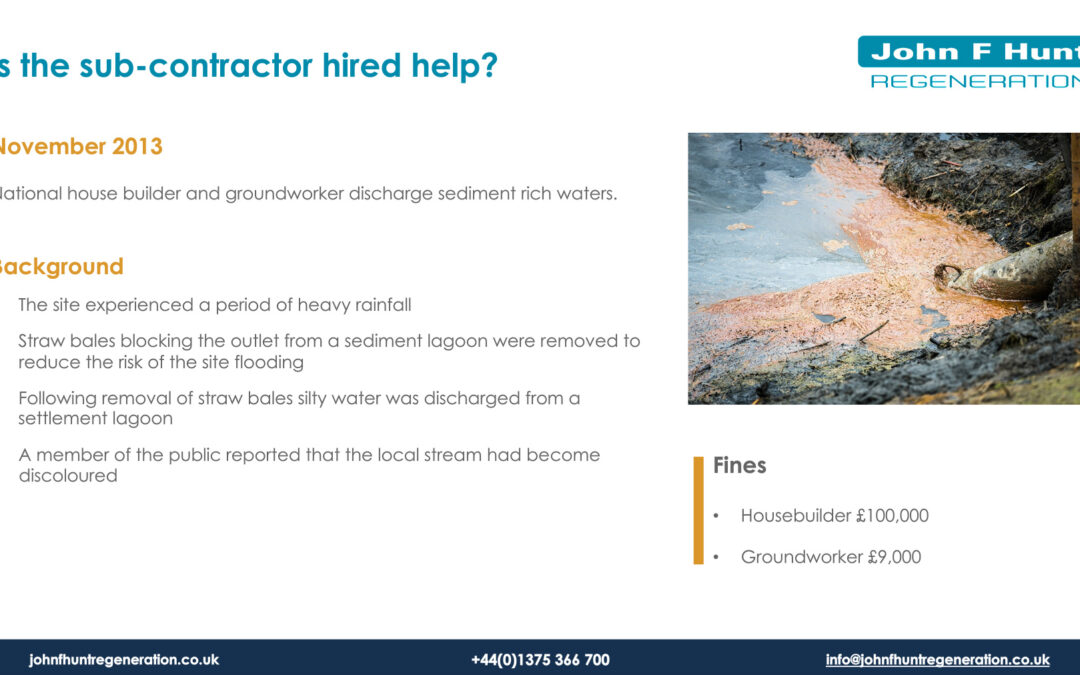 s the sub-contractor hired help?
John F Hunt
REGENERATION
November 2013
National house builder and groundworker discharge sediment rich waters.
Background
The site experienced a period of heavy rainfall
Straw bales blocking the outlet from a sediment lagoon were removed to
reduce the risk of the site flooding
Following removal of straw bales silty water was discharged from a
settlement lagoon
A member of the public reported that the local stream had become
discoloured
Fines
• Housebuilder £100,000
• Groundworker £9,000
johnfhuntregeneration.co.uk
+44(0)1375 366 700
info@johnfhuntregeneration.co.uk